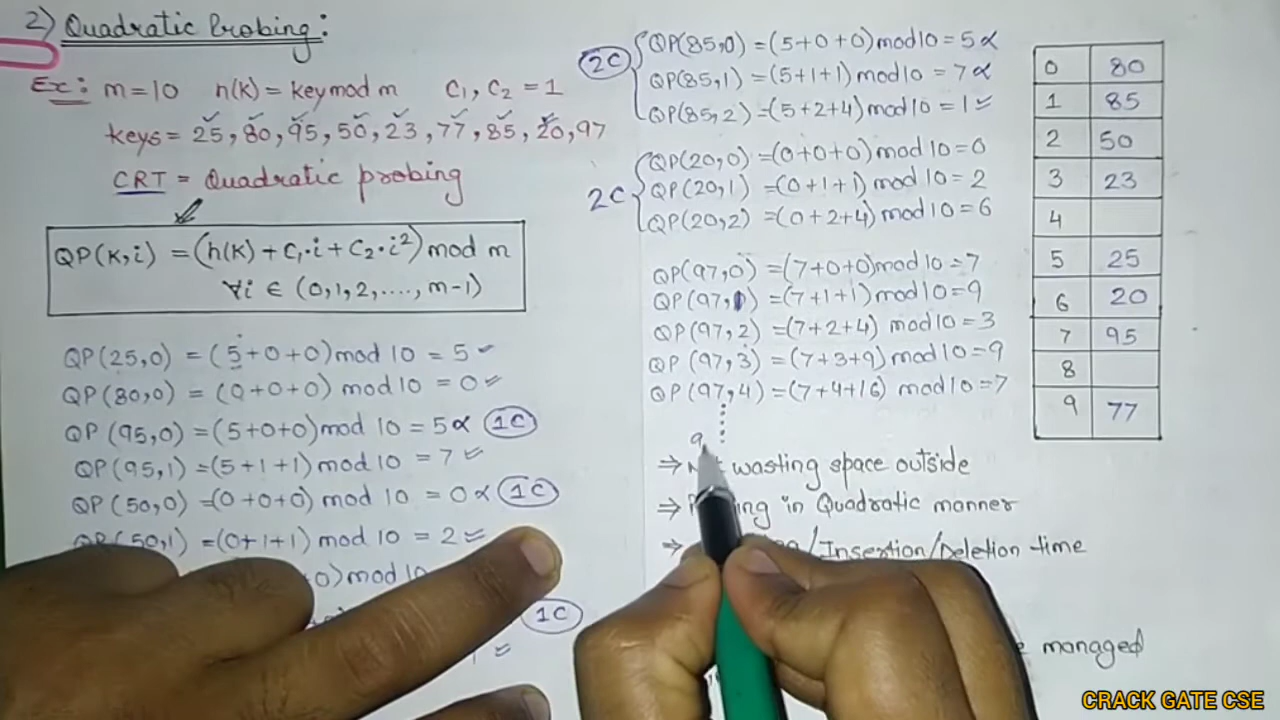 2) Quadratic Probing:
Ex: m=10 h(k)=key mod m C₁, C₂ = 1
keys = 25, 80, 95, 50, 23, 77, 85, 20, 97
CRT = Quadratic probing
QP(K,i) = (h(K) + C₁·i + C₂·i²) mod m
∀i ∈ (0,1,2,....,m-1)
QP(25,0) = (5+0+0) mod 10 = 5 ✓
QP(80,0) = (0+0+0) mod 10 = 0 ✓
QP(95,0) = (5+0+0) mod 10 = 5 x 1C
QP(95,1) = (5+1+1) mod 10 = 7 ✓
QP(50,0) = (0+0+0) mod 10 = 0 x 1C
QP(50,1) = (0+1+1) mod 10 = 2 ✓
+0) mod 10
1C
2C
QP(85,0) = (5+0+0) mod 10 = 5 x
QP(85,1) = (5+1+1) mod 10 = 7 x
QP(85,2) = (5+2+4) mod 10 = 1 ✓
2C
QP(20,0) = (0+0+0) mod 10 = 0
QP(20,1) = (0+1+1) mod 10 = 2
QP(20,2) = (0+2+4) mod 10 = 6
QP(97,0) = (7+0+0) mod 10 = 7
QP(97,1) = (7+1+1) mod 10 = 9
QP(97,2) = (7+2+4) mod 10 = 3
QP(97,3) = (7+3+9) mod 10 = 9
QP(97,4) = (7+4+16) mod 10 = 7
9
⇒ wasting space outside
⇒ in Quadratic manner
⇒ /Insertion/Deletion time
managed
0 80
1 85
2 50
3 23
4
5 25
6 20
7 95
8
9 77
CRACK GATE CSE